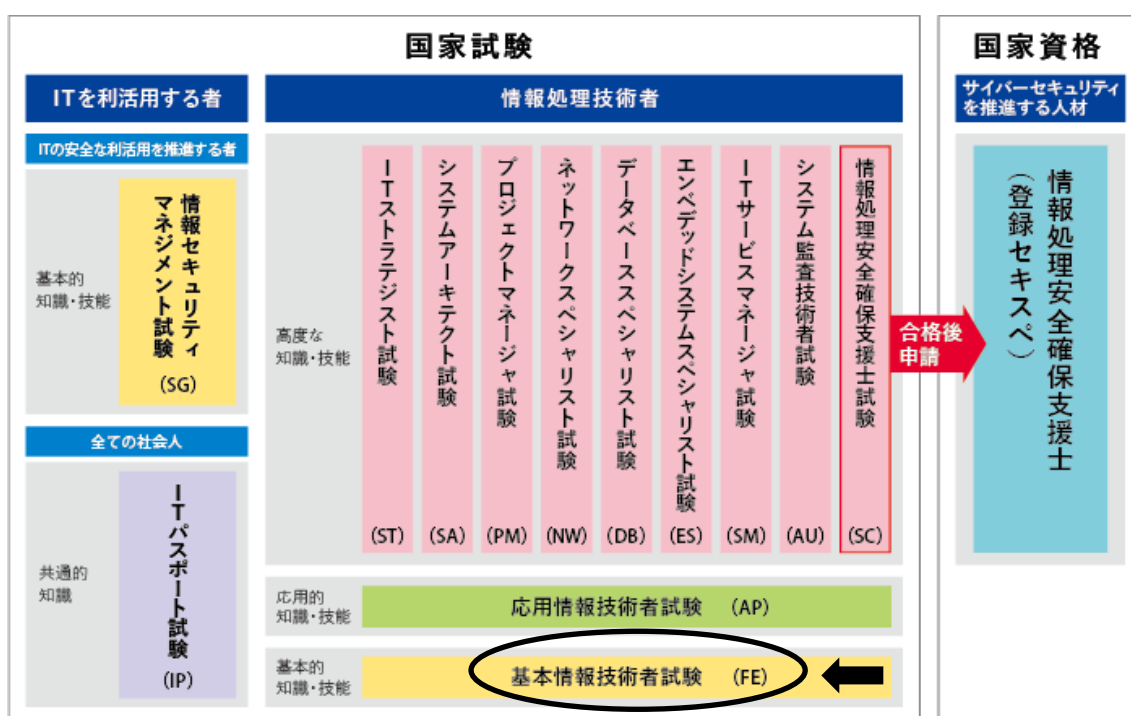 国家試験
国家資格
ITを利活用する者
情報処理技術者
サイバーセキュリティ
を推進する人材
ITの安全な利活用を推進する者
基本的
知識・技能
情報セキュリティ
マネジメント試験
(SG)
全ての社会人
共通的
知識
ITパスポート試験
(IP)
高度な
知識・技能
ITストラテジスト試験
(ST)
システムアーキテクト試験
(SA)
プロジェクトマネージャ試験
(PM)
ネットワークスペシャリスト試験
(NW)
データベーススペシャリスト試験
(DB)
エンベデッドシステムスペシャリスト試験
(ES)
ITサービスマネージャ試験
(SM)
システム監査技術者試験
(AU)
情報処理安全確保支援士試験
(SC)
合格後
申請
情報処理安全確保支援士
(登録セキスペ)
応用的
知識・技能
応用情報技術者試験 (AP)
基本的
知識・技能
基本情報技術者試験 (FE)